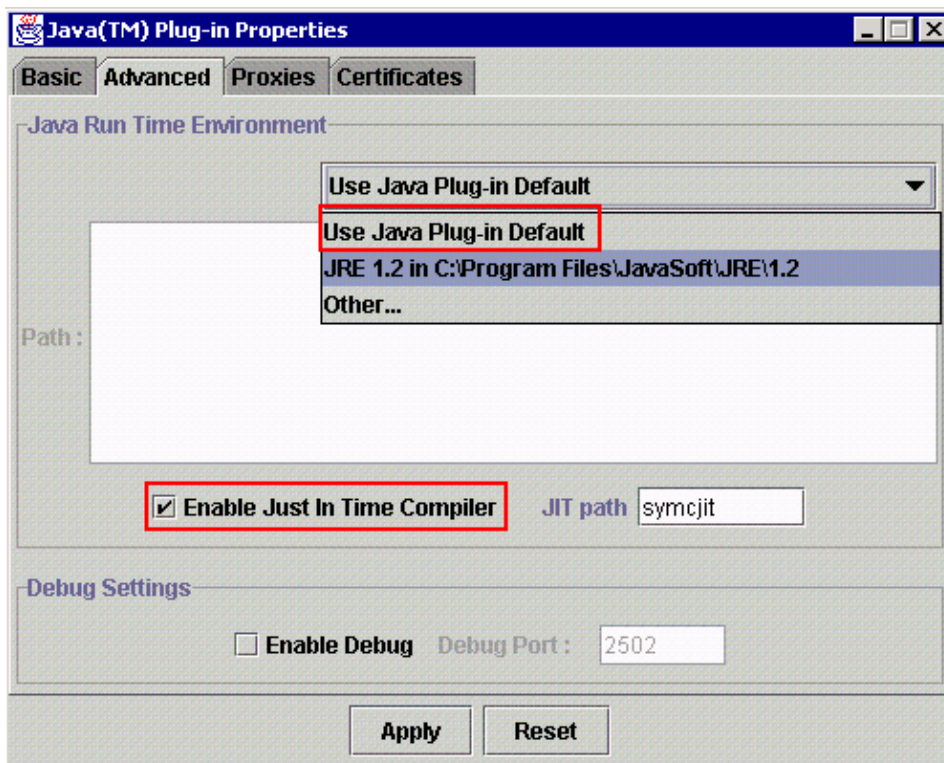 Java(TM) Plug-in Properties
Basic Advanced Proxies Certificates
Java Run Time Environment
Use Java Plug-in Default
Use Java Plug-in Default
JRE 1.2 in C:\Program Files\JavaSoft\JRE\1.2
Other...
Path :
Enable Just In Time Compiler JIT path symcjit
Debug Settings
Enable Debug Debug Port : 2502
Apply Reset